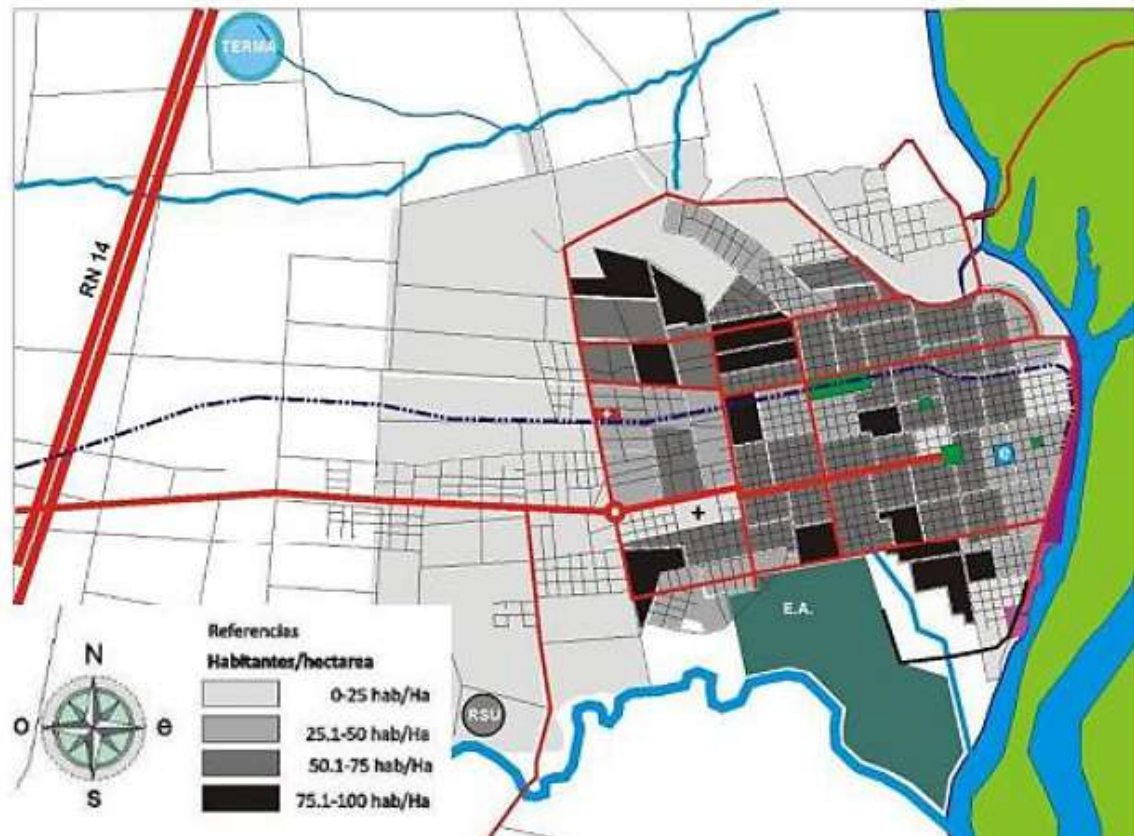 TERMA
RN 14
+
e
+
E.A.
N
O
e
S
Referencias
Habitantes/hectarea
0-25 hab/Ha
25.1-50 hab/Ha
50.1-75 hab/Ha
75.1-100 hab/Ha
RSU